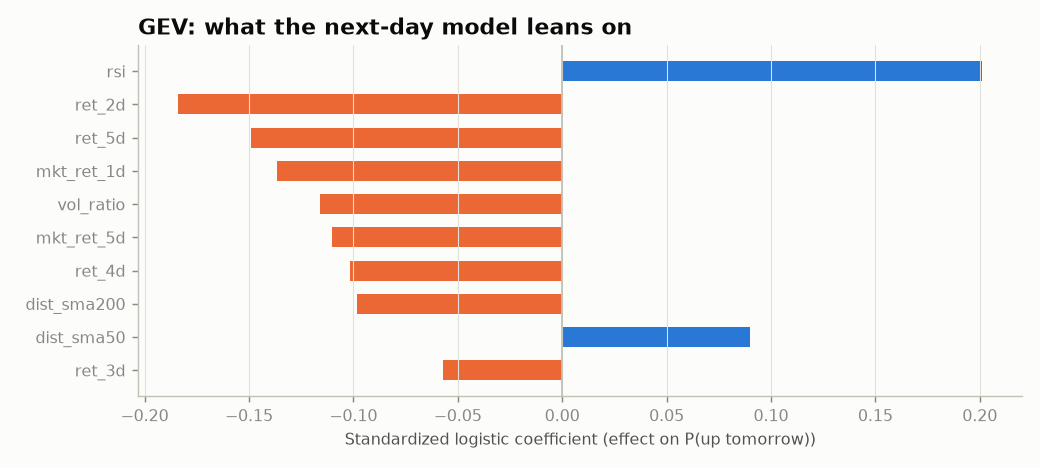 GEV: what the next-day model leans on
rsi
ret_2d
ret_5d
mkt_ret_1d
vol_ratio
mkt_ret_5d
ret_4d
dist_sma200
dist_sma50
ret_3d
−0.20 −0.15 −0.10 −0.05 0.00 0.05 0.10 0.15 0.20
Standardized logistic coefficient (effect on P(up tomorrow))